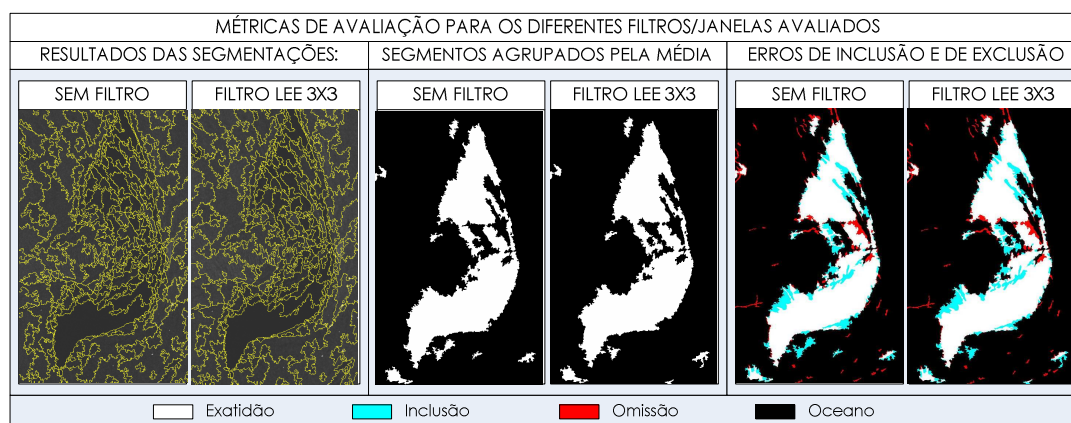 MÉTRICAS DE AVALIAÇÃO PARA OS DIFERENTES FILTROS/JANELAS AVALIADOS
RESULTADOS DAS SEGMENTAÇÕES: SEGMENTOS AGRUPADOS PELA MÉDIA ERROS DE INCLUSÃO E DE EXCLUSÃO
SEM FILTRO FILTRO LEE 3X3 SEM FILTRO FILTRO LEE 3X3 SEM FILTRO FILTRO LEE 3X3
Exatidão Inclusão Omissão Oceano